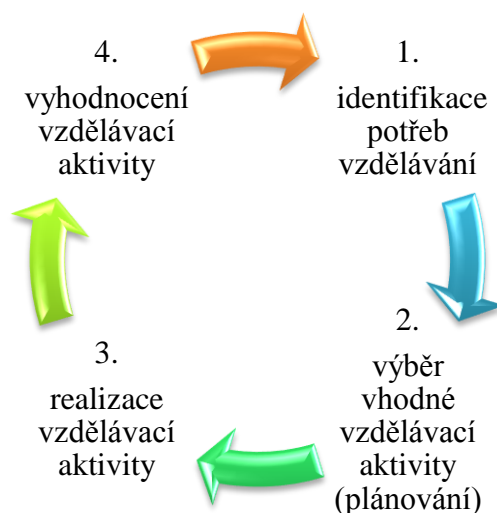 1.
identifikace
potřeb
vzdělávání
2.
výběr
vhodné
vzdělávací
aktivity
(plánování)
3.
realizace
vzdělávací
aktivity
4.
vyhodnocení
vzdělávací
aktivity